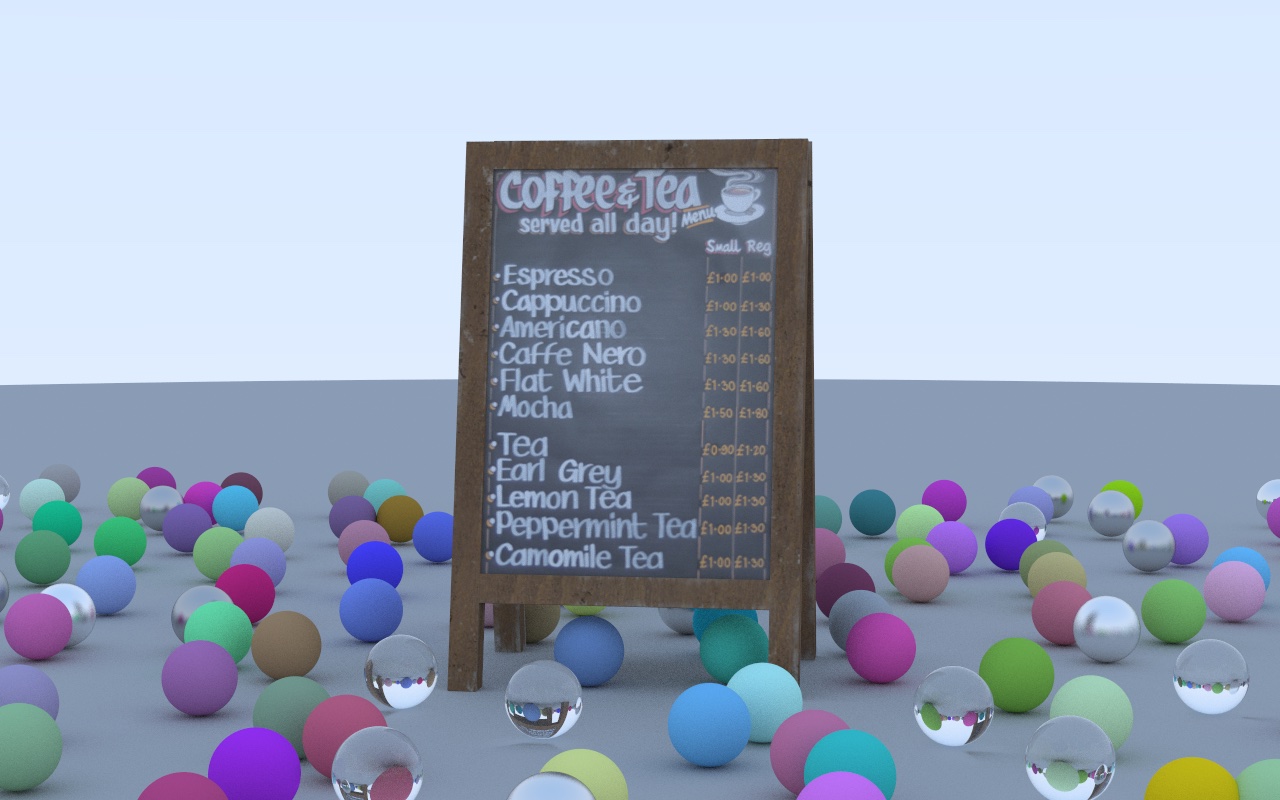 Coffee & Tea
served all day! Menu
Small Reg
Espresso £1-00 £1-00
Cappuccino £1-00 £1-30
Americano £1-30 £1-60
Caffe Nero £1-30 £1-60
Flat White £1-30 £1-60
Mocha £1-50 £1-80
Tea £0-90 £1-20
Earl Grey £1-00 £1-30
Lemon Tea £1-00 £1-30
Peppermint Tea £1-00 £1-30
Camomile Tea £1-00 £1-30